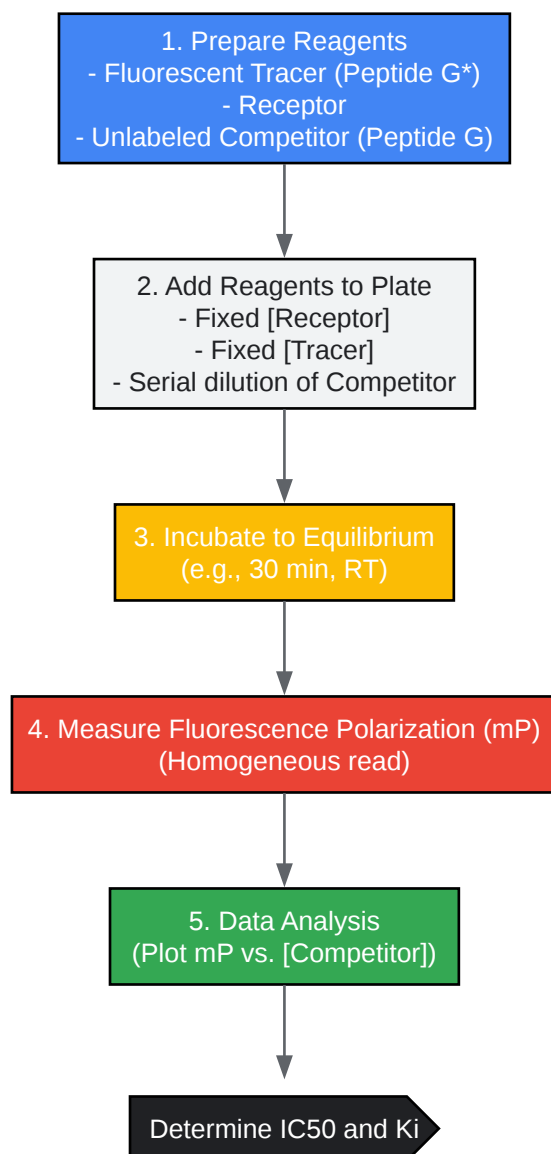 1. Prepare Reagents
- Fluorescent Tracer (Peptide G*)
- Receptor
- Unlabeled Competitor (Peptide G)
2. Add Reagents to Plate
- Fixed [Receptor]
- Fixed [Tracer]
- Serial dilution of Competitor
3. Incubate to Equilibrium
(e.g., 30 min, RT)
4. Measure Fluorescence Polarization (mP)
(Homogeneous read)
5. Data Analysis
(Plot mP vs. [Competitor])
Determine IC50 and Ki